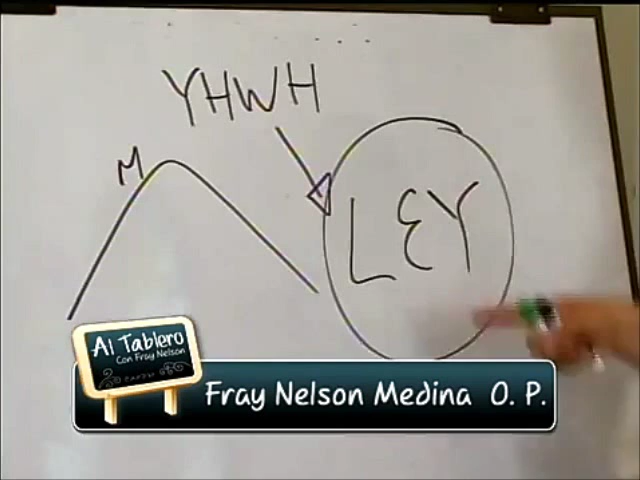 YHWH
M
LEY
Al Tablero
Con Fray Nelson
Fray Nelson Medina O. P.